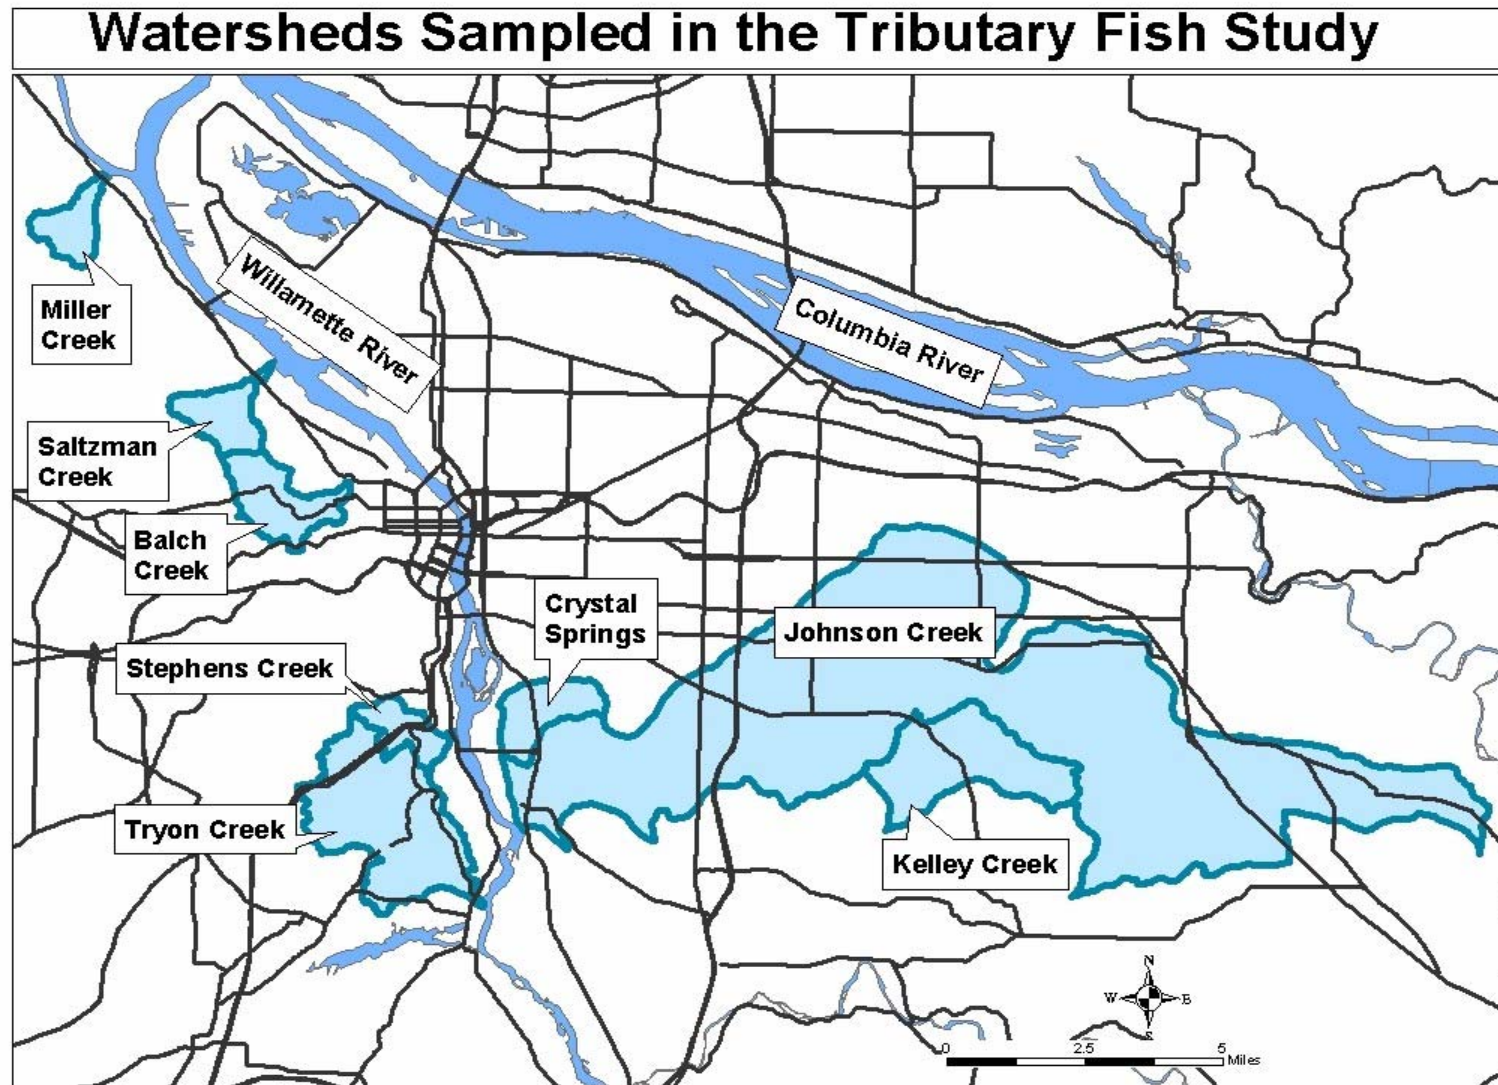 Watersheds Sampled in the Tributary Fish Study
Willamette River
Columbia River
Miller
Creek
Saltzman
Creek
Balch
Creek
Crystal
Springs
Johnson Creek
Stephens Creek
Tryon Creek
Kelley Creek
N
W
E
S
0
2.5
5
Miles